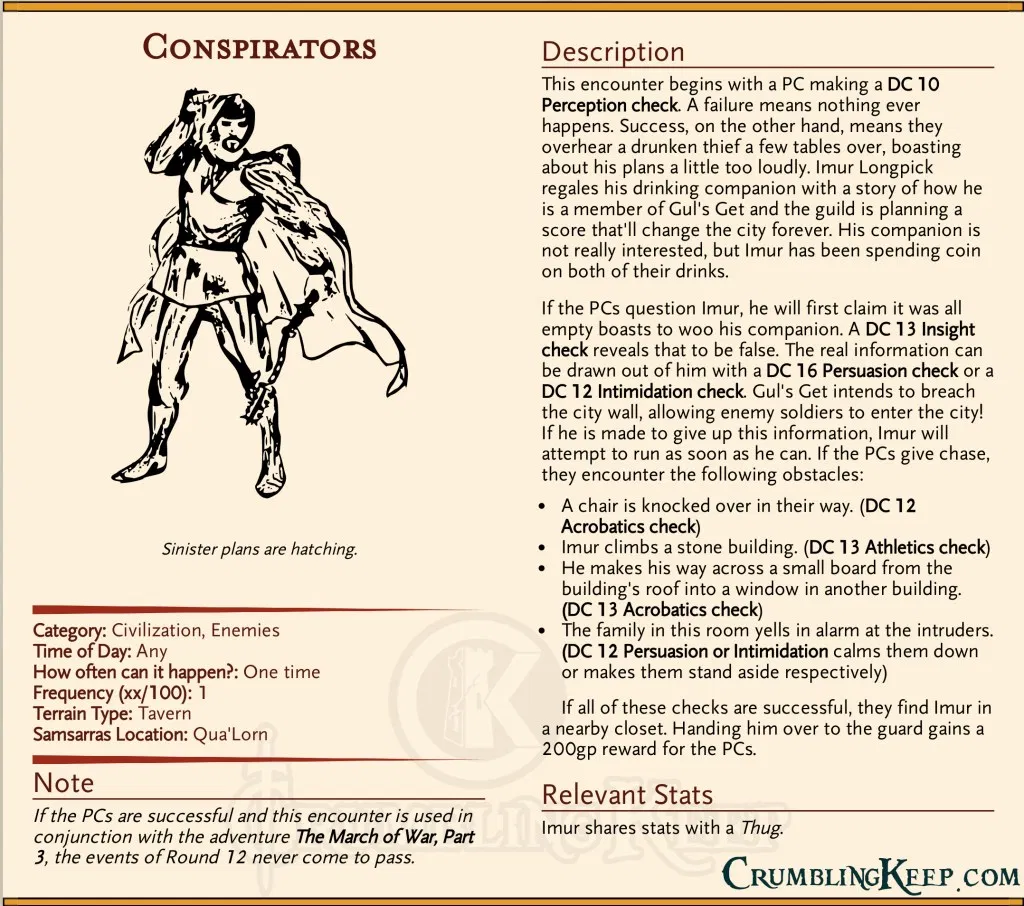 Conspirators
Sinister plans are hatching.
Category: Civilization, Enemies
Time of Day: Any
How often can it happen?: One time
Frequency (xx/100): 1
Terrain Type: Tavern
Samsarras Location: Qua'Lorn
Note
If the PCs are successful and this encounter is used in
conjunction with the adventure The March of War, Part
3, the events of Round 12 never come to pass.
Description
This encounter begins with a PC making a DC 10
Perception check. A failure means nothing ever
happens. Success, on the other hand, means they
overhear a drunken thief a few tables over, boasting
about his plans a little too loudly. Imur Longpick
regales his drinking companion with a story of how he
is a member of Gul's Get and the guild is planning a
score that'll change the city forever. His companion is
not really interested, but Imur has been spending coin
on both of their drinks.
If the PCs question Imur, he will first claim it was all
empty boasts to woo his companion. A DC 13 Insight
check reveals that to be false. The real information can
be drawn out of him with a DC 16 Persuasion check or a
DC 12 Intimidation check. Gul's Get intends to breach
the city wall, allowing enemy soldiers to enter the city!
If he is made to give up this information, Imur will
attempt to run as soon as he can. If the PCs give chase,
they encounter the following obstacles:
• A chair is knocked over in their way. (DC 12
Acrobatics check)
• Imur climbs a stone building. (DC 13 Athletics check)
• He makes his way across a small board from the
building's roof into a window in another building.
(DC 13 Acrobatics check)
• The family in this room yells in alarm at the intruders.
(DC 12 Persuasion or Intimidation calms them down
or makes them stand aside respectively)
If all of these checks are successful, they find Imur in
a nearby closet. Handing him over to the guard gains a
200gp reward for the PCs.
Relevant Stats
Imur shares stats with a Thug.
Crumbling Keep
CrumblingKeep.com